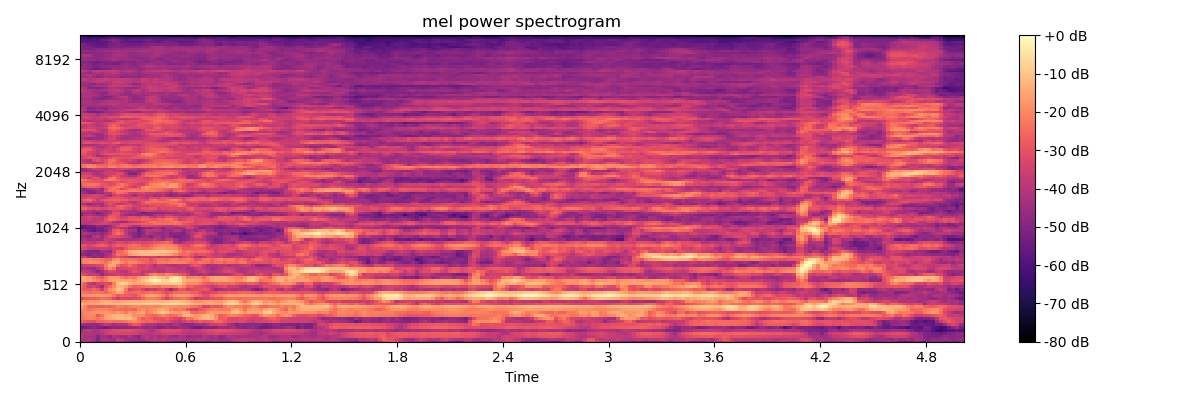 mel power spectrogram
8192
4096
2048
1024
512
0
Hz
0 0.6 1.2 1.8 2.4 3 3.6 4.2 4.8
Time
+0 dB
-10 dB
-20 dB
-30 dB
-40 dB
-50 dB
-60 dB
-70 dB
-80 dB